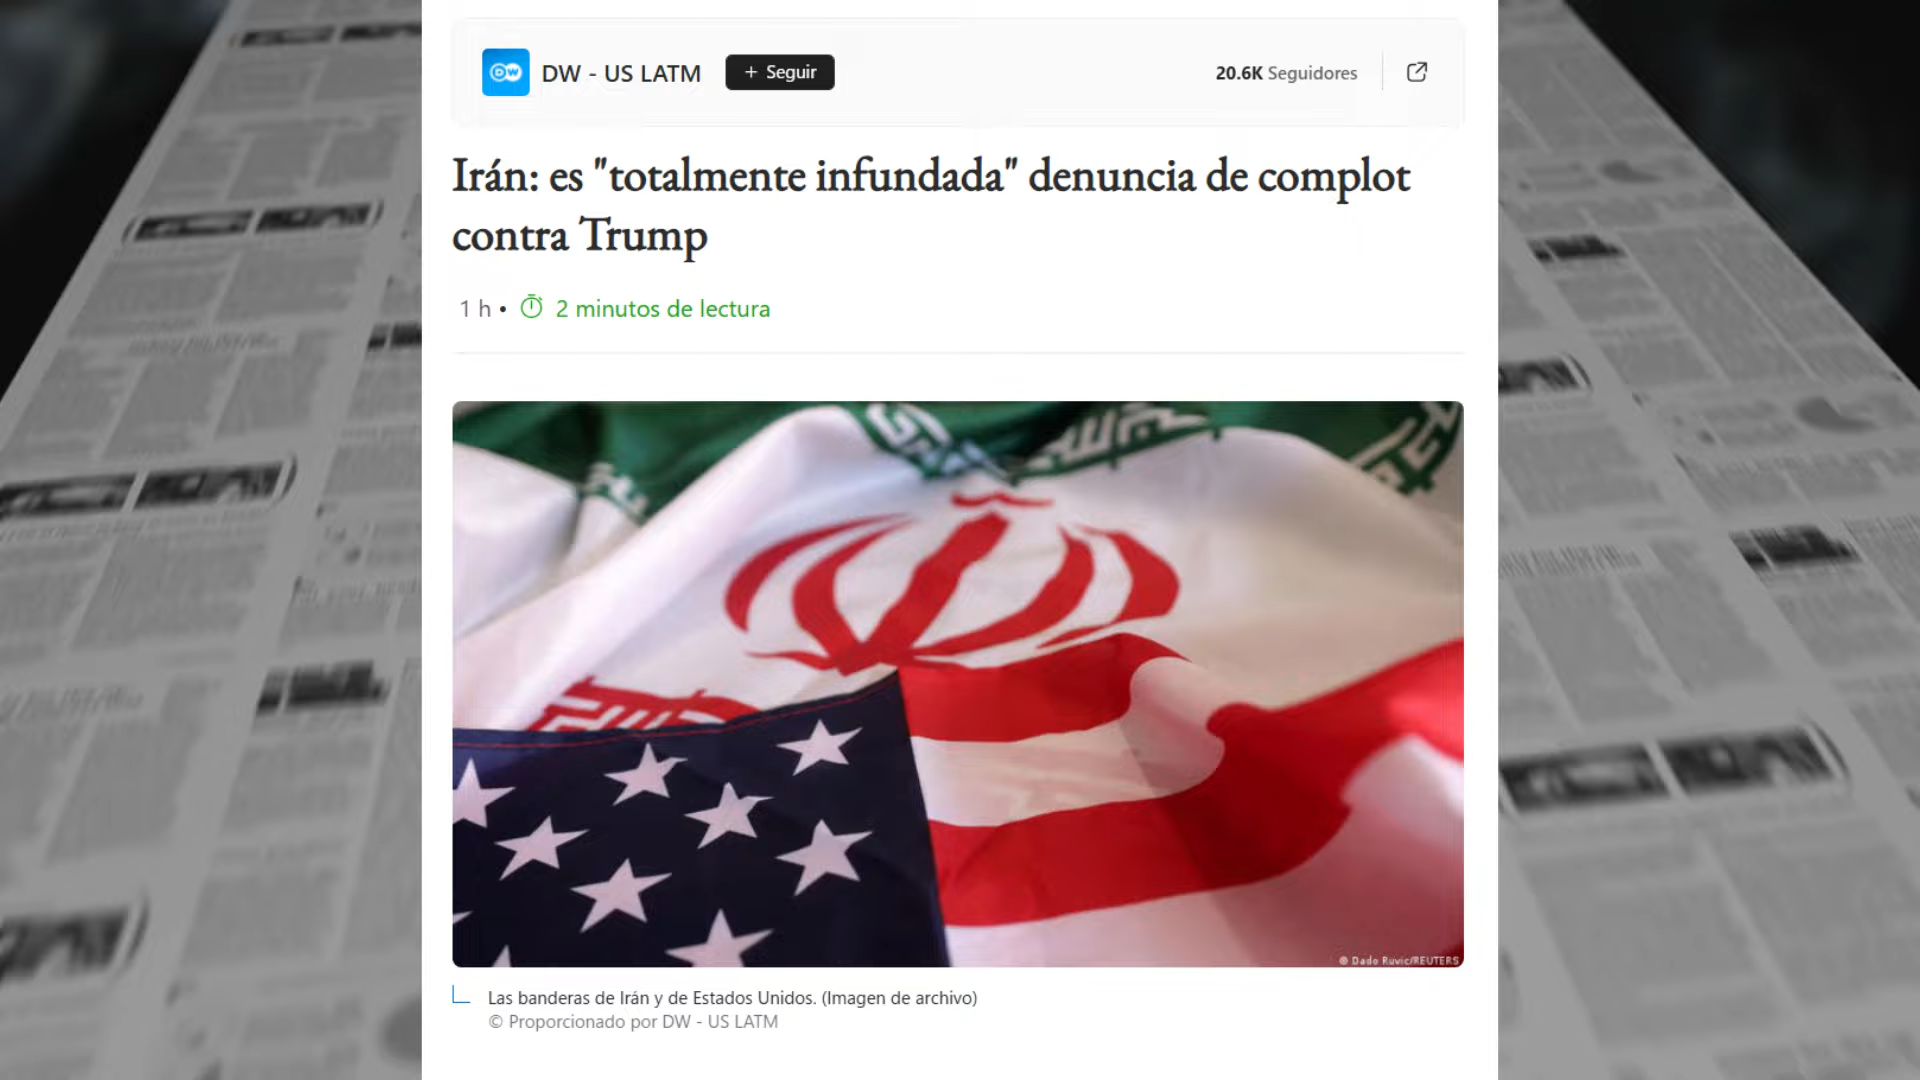 DW
DW - US LATM
+ Seguir
20.6K Seguidores
Irán: es "totalmente infundada" denuncia de complot
contra Trump
1 h •
2 minutos de lectura
© Dado Ruvic/REUTERS
Las banderas de Irán y de Estados Unidos. (Imagen de archivo)
© Proporcionado por DW - US LATM